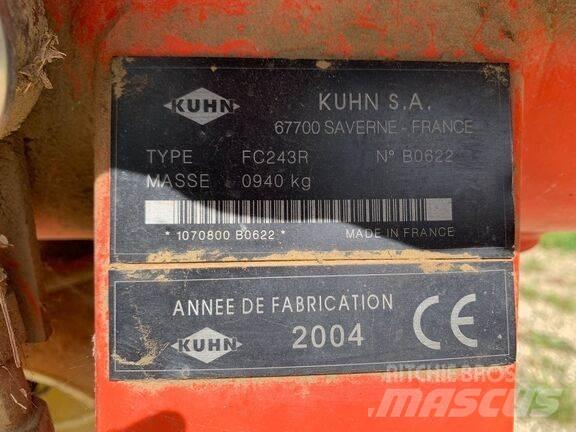 KUHN
KUHN S.A.
67700 SAVERNE - FRANCE
TYPE FC243R N° B0622
MASSE 0940 kg
* 1070800 B0622 * MADE IN FRANCE
ANNEE DE FABRICATION
KUHN 2004 CE
RITCHIE BROS
MASCUS